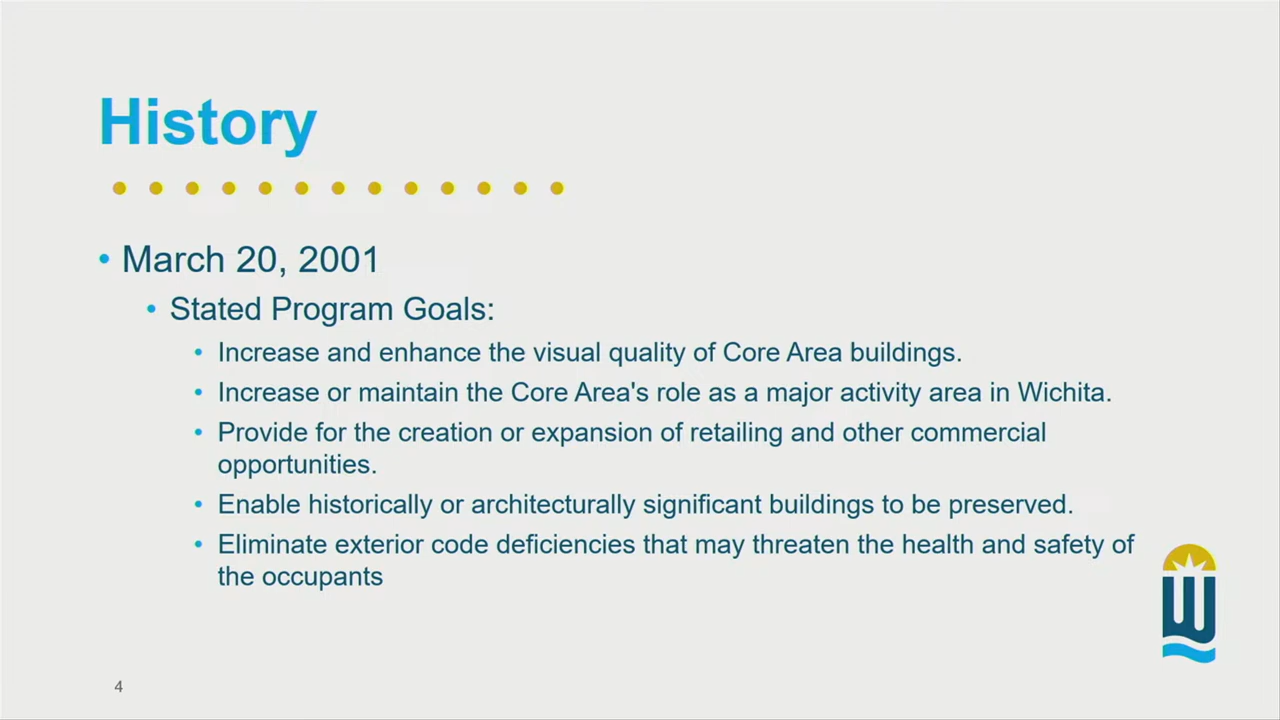 History
• March 20, 2001
• Stated Program Goals:
• Increase and enhance the visual quality of Core Area buildings.
• Increase or maintain the Core Area's role as a major activity area in Wichita.
• Provide for the creation or expansion of retailing and other commercial
opportunities.
• Enable historically or architecturally significant buildings to be preserved.
• Eliminate exterior code deficiencies that may threaten the health and safety of
the occupants
W
4